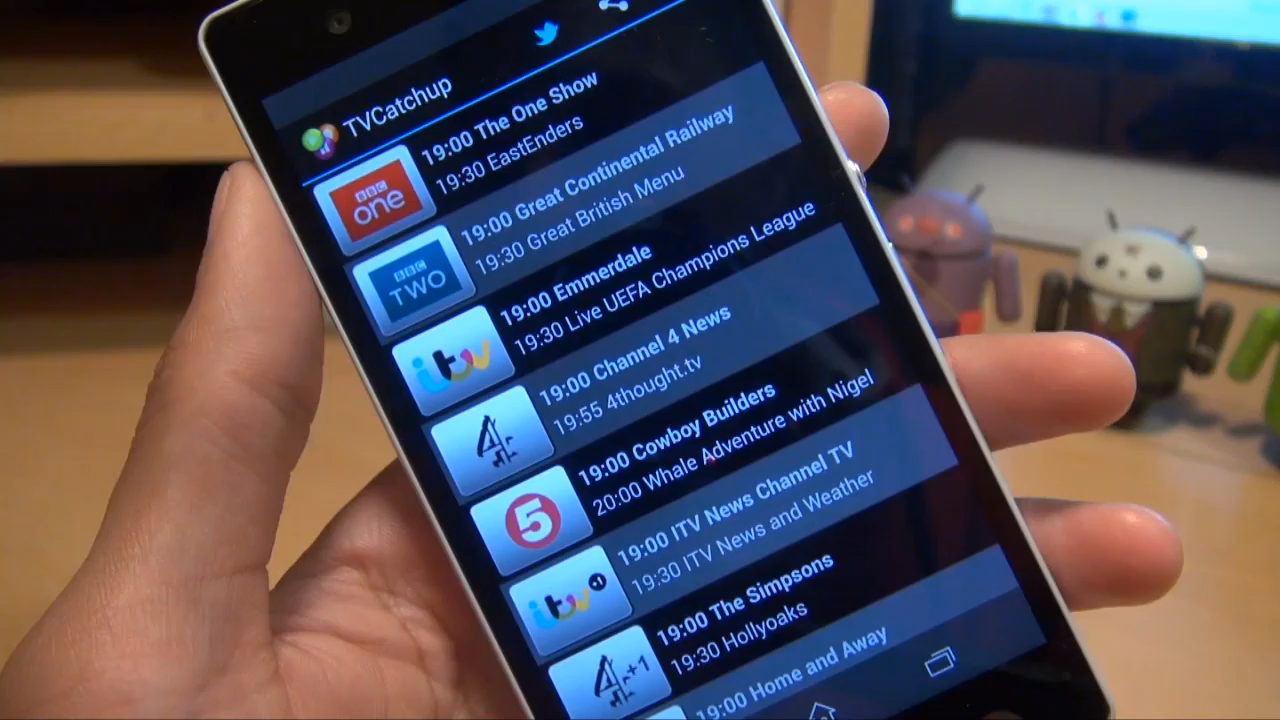 TVCatchup
BBC
one
19:00 The One Show
19:30 EastEnders
BBC
TWO
19:00 Great Continental Railway
19:30 Great British Menu
itv
19:00 Emmerdale
19:30 Live UEFA Champions League
4
19:00 Channel 4 News
19:55 4thought.tv
5
19:00 Cowboy Builders
20:00 Whale Adventure with Nigel
itv +1
19:00 ITV News Channel TV
19:30 ITV News and Weather
4+1
19:00 The Simpsons
19:30 Hollyoaks
19:00 Home and Away